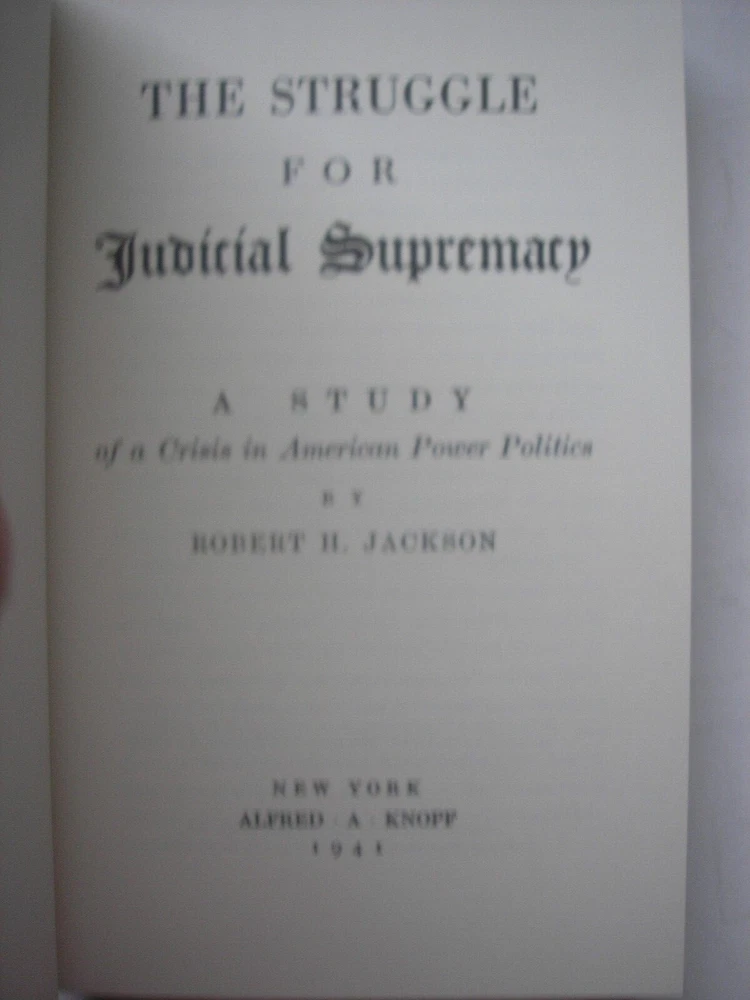 THE STRUGGLE
FOR
Judicial Supremacy
A STUDY
of a Crisis in American Power Politics
BY
ROBERT H. JACKSON
NEW YORK
ALFRED · A · KNOPF
1941